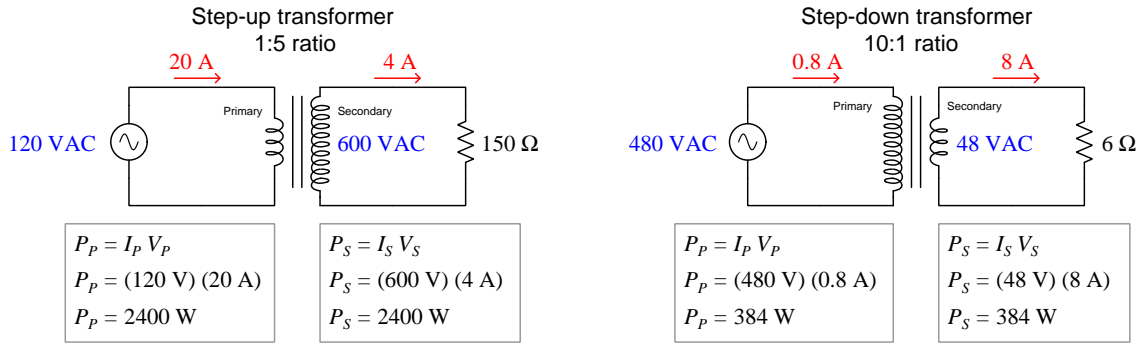 Step-up transformer
1:5 ratio
20 A
4 A
Primary
Secondary
120 VAC
600 VAC
150 Ω
P_P = I_P V_P
P_P = (120 V) (20 A)
P_P = 2400 W
P_S = I_S V_S
P_S = (600 V) (4 A)
P_S = 2400 W
Step-down transformer
10:1 ratio
0.8 A
8 A
Primary
Secondary
480 VAC
48 VAC
6 Ω
P_P = I_P V_P
P_P = (480 V) (0.8 A)
P_P = 384 W
P_S = I_S V_S
P_S = (48 V) (8 A)
P_S = 384 W